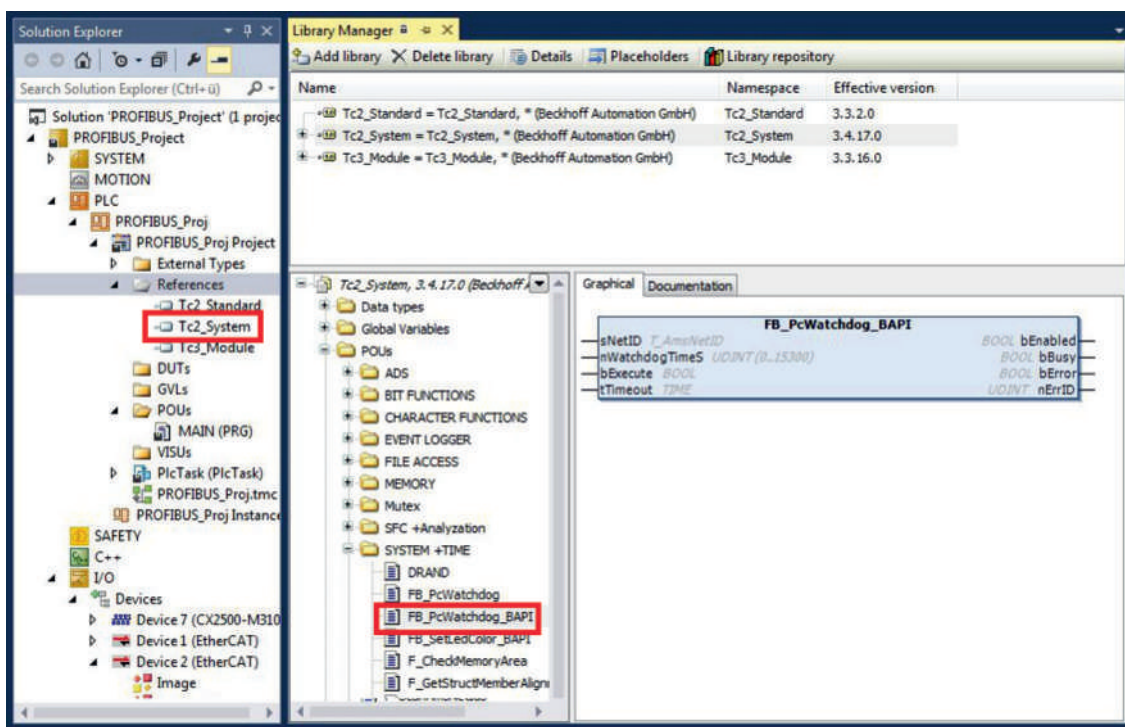 Solution Explorer
Search Solution Explorer (Ctrl+ü)
Solution 'PROFIBUS_Project' (1 projec
PROFIBUS_Project
SYSTEM
MOTION
PLC
PROFIBUS_Proj
PROFIBUS_Proj Project
External Types
References
Tc2_Standard
Tc2_System
Tc3_Module
DUTs
GVLs
POUs
MAIN (PRG)
VISUs
PlcTask (PlcTask)
PROFIBUS_Proj.tmc
PROFIBUS_Proj Instance
SAFETY
C++
I/O
Devices
Device 7 (CX2500-M310
Device 1 (EtherCAT)
Device 2 (EtherCAT)
Image
Library Manager
Add library Delete library Details Placeholders Library repository
Name Namespace Effective version
Tc2_Standard = Tc2_Standard, * (Beckhoff Automation GmbH) Tc2_Standard 3.3.2.0
Tc2_System = Tc2_System, * (Beckhoff Automation GmbH) Tc2_System 3.4.17.0
Tc3_Module = Tc3_Module, * (Beckhoff Automation GmbH) Tc3_Module 3.3.16.0
Tc2_System, 3.4.17.0 (Beckhoff A
Data types
Global Variables
POUs
ADS
BIT FUNCTIONS
CHARACTER FUNCTIONS
EVENT LOGGER
FILE ACCESS
MEMORY
Mutex
SFC +Analyzation
SYSTEM +TIME
DRAND
FB_PcWatchdog
FB_PcWatchdog_BAPI
FB_SetLedColor_BAPI
F_CheckMemoryArea
F_GetStructMemberAlignm
Graphical Documentation
FB_PcWatchdog_BAPI
sNetID T_AmsNetID BOOL bEnabled
nWatchdogTimeS UDINT (0..15300) BOOL bBusy
bExecute BOOL BOOL bError
tTimeout TIME UDINT nErrID